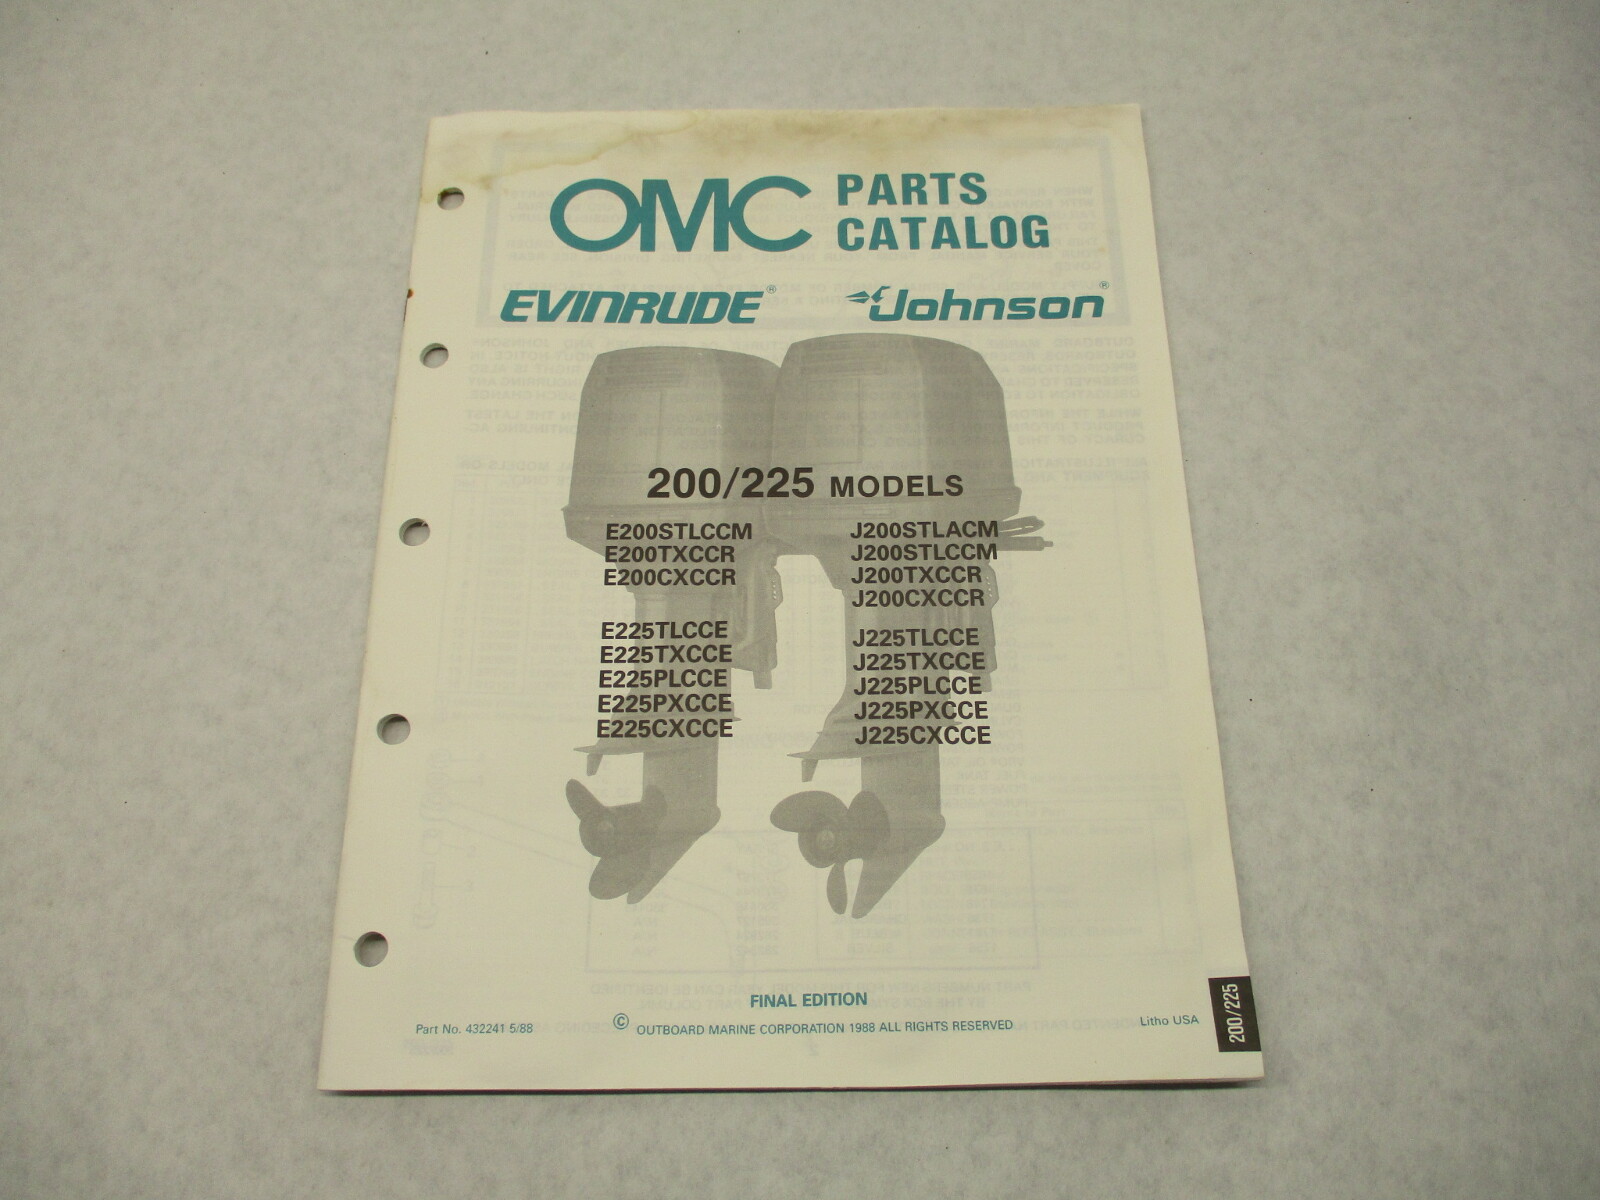 OMC PARTS
CATALOG
EVINRUDE® Johnson®
200/225 MODELS
E200STLCCM
E200TXCCR
E200CXCCR
E225TLCCE
E225TXCCE
E225PLCCE
E225PXCCE
E225CXCCE
J200STLACM
J200STLCCM
J200TXCCR
J200CXCCR
J225TLCCE
J225TXCCE
J225PLCCE
J225PXCCE
J225CXCCE
FINAL EDITION
Part No. 432241 5/88
© OUTBOARD MARINE CORPORATION 1988 ALL RIGHTS RESERVED
Litho USA
200/225